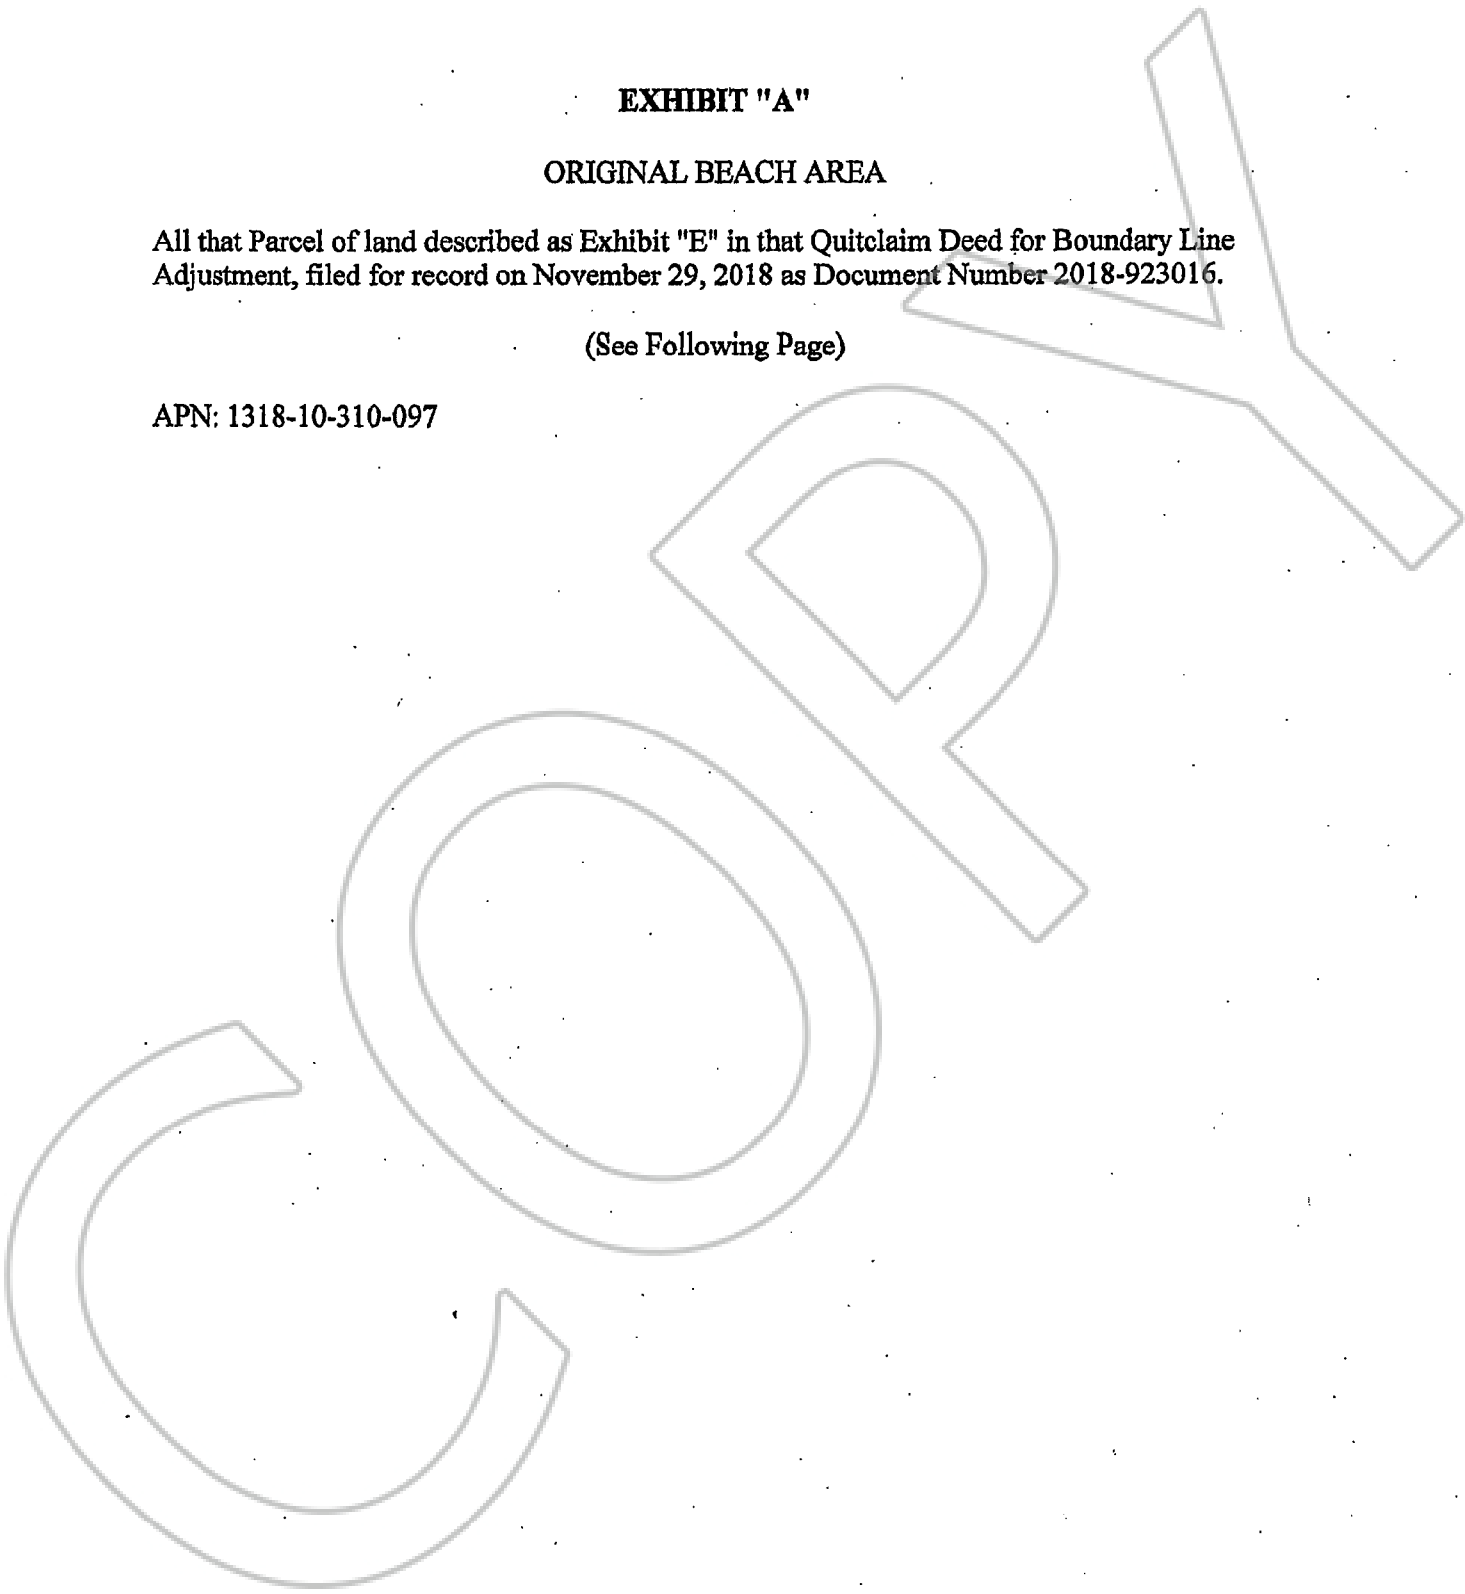 EXHIBIT "A"
ORIGINAL BEACH AREA
All that Parcel of land described as Exhibit "E" in that Quitclaim Deed for Boundary Line
Adjustment, filed for record on November 29, 2018 as Document Number 2018-923016.
(See Following Page)
APN: 1318-10-310-097
COPY